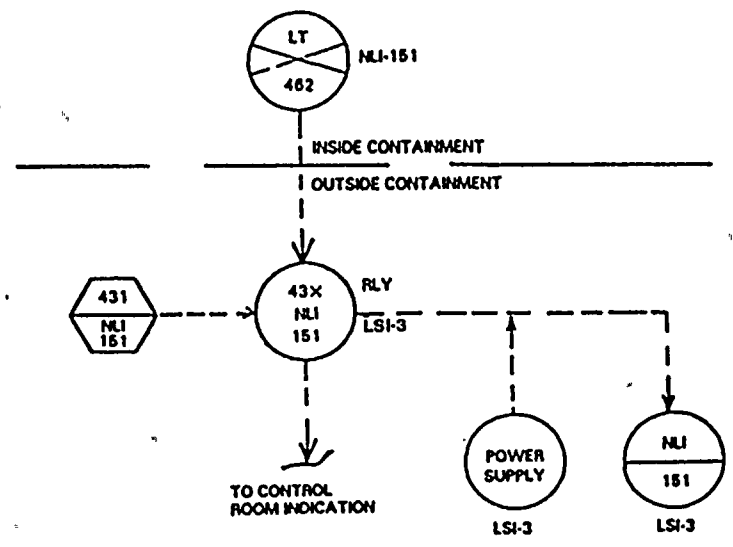 LT
462
NLI-151
INSIDE CONTAINMENT
OUTSIDE CONTAINMENT
431
NLI
151
43X
NLI
151
RLY
LSI-3
POWER
SUPPLY
LSI-3
NLI
151
LSI-3
TO CONTROL
ROOM INDICATION